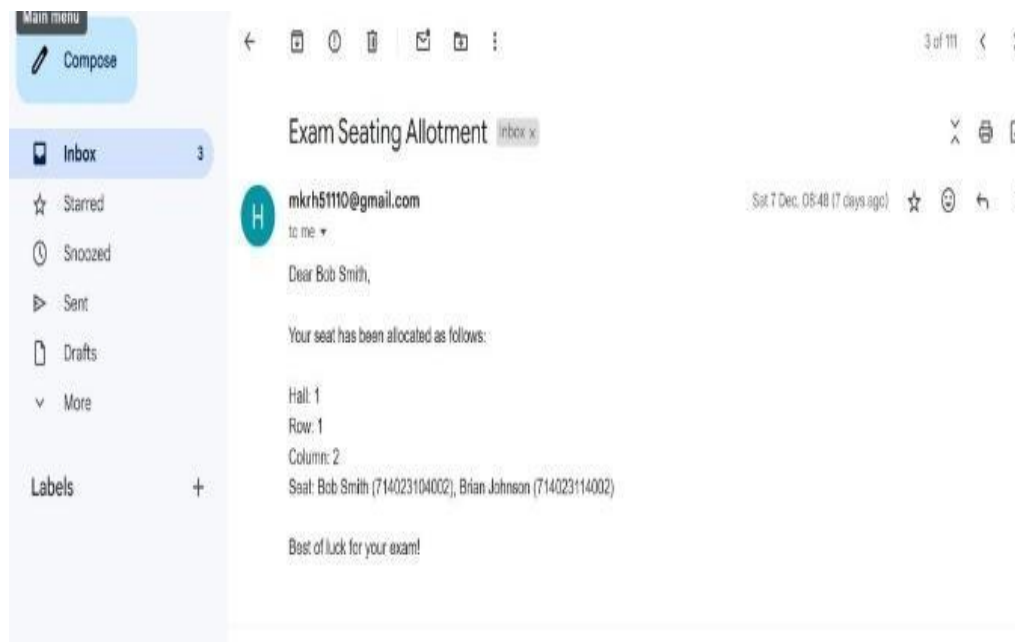 Main menu
Compose
3 of 111
Exam Seating Allotment Inbox x
Inbox 3
Starred
mkrh51110@gmail.com Sat 7 Dec, 08:48 (7 days ago)
H
to me
Snoozed
Dear Bob Smith,
Sent
Your seat has been allocated as follows:
Drafts
Hall: 1
More
Row: 1
Column: 2
Labels +
Seat: Bob Smith (714023104002), Brian Johnson (714023114002)
Best of luck for your exam!